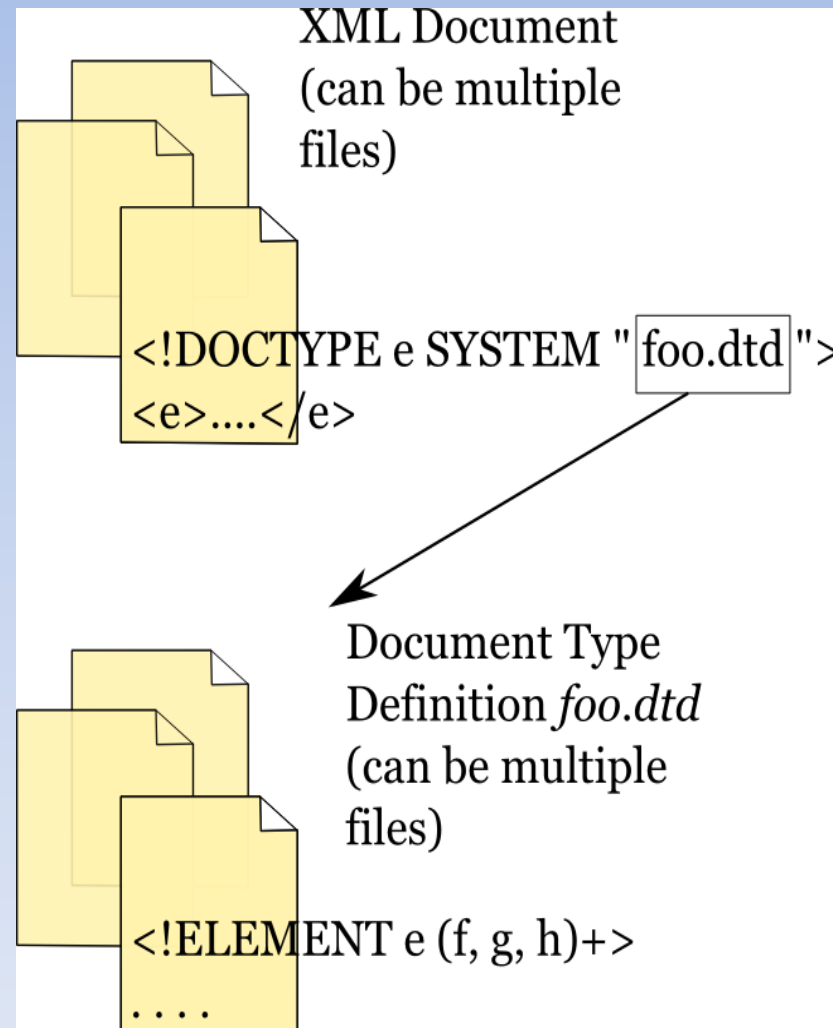 XML Document
(can be multiple
files)
<!DOCTYPE e SYSTEM "foo.dtd">
<e>....</e>
Document Type
Definition foo.dtd
(can be multiple
files)
<!ELEMENT e (f, g, h)+>
. . . .